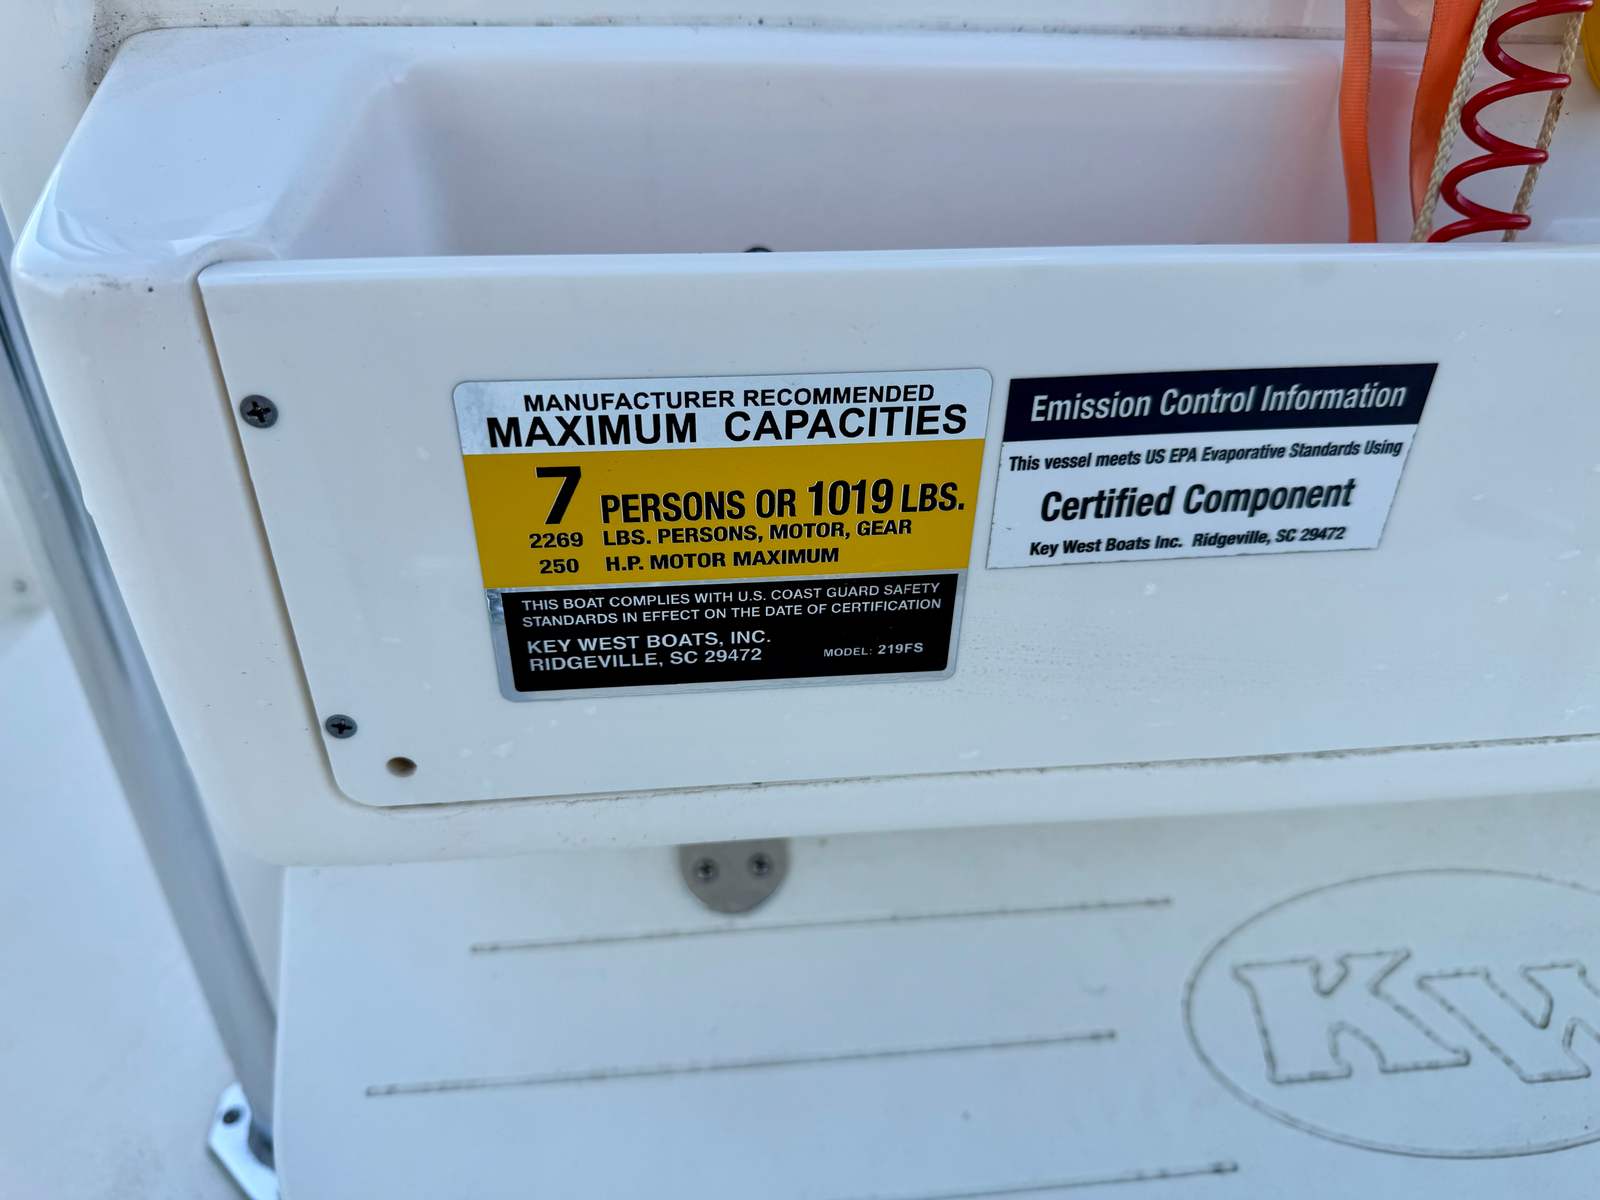 MANUFACTURER RECOMMENDED
MAXIMUM CAPACITIES
7 PERSONS OR 1019 LBS.
2269 LBS. PERSONS, MOTOR, GEAR
250 H.P. MOTOR MAXIMUM
THIS BOAT COMPLIES WITH U.S. COAST GUARD SAFETY
STANDARDS IN EFFECT ON THE DATE OF CERTIFICATION
KEY WEST BOATS, INC.
RIDGEVILLE, SC 29472 MODEL: 219FS
Emission Control Information
This vessel meets US EPA Evaporative Standards Using
Certified Component
Key West Boats Inc. Ridgeville, SC 29472
KW